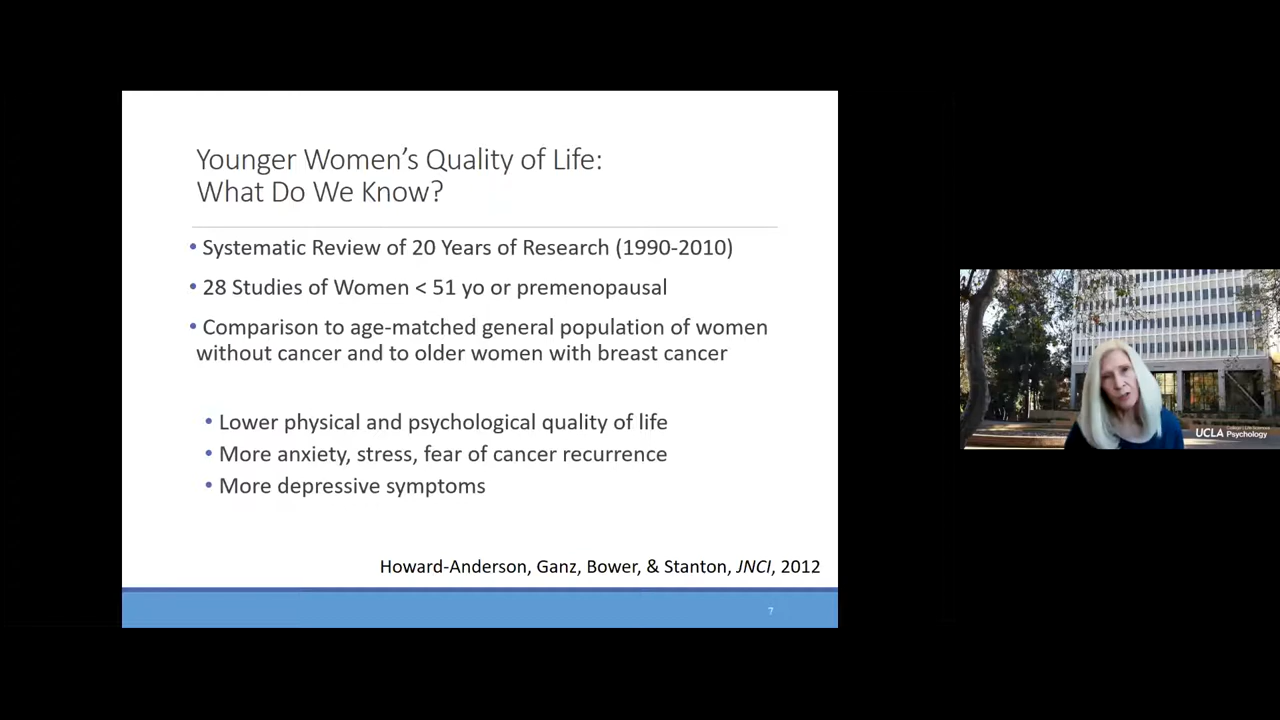 Younger Women's Quality of Life:
What Do We Know?
• Systematic Review of 20 Years of Research (1990-2010)
• 28 Studies of Women < 51 yo or premenopausal
• Comparison to age-matched general population of women
without cancer and to older women with breast cancer
• Lower physical and psychological quality of life
• More anxiety, stress, fear of cancer recurrence
• More depressive symptoms
Howard-Anderson, Ganz, Bower, & Stanton, JNCI, 2012
7
UCLA Psychology